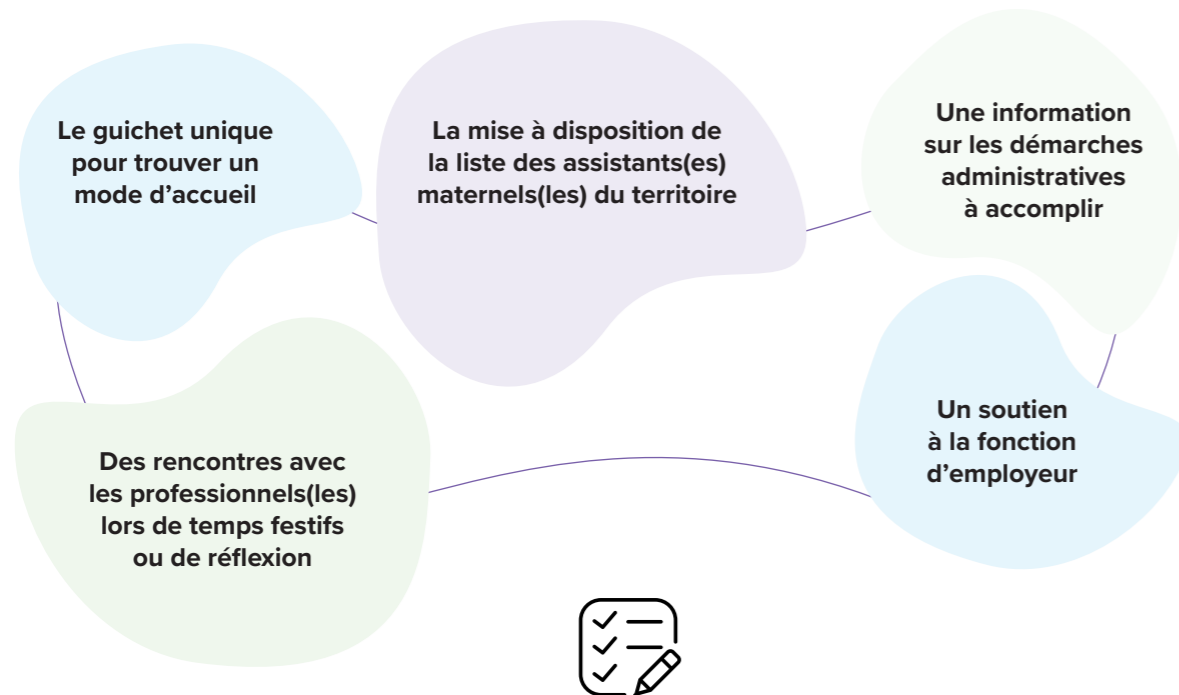 Le guichet unique
pour trouver un
mode d’accueil
La mise à disposition de
la liste des assistants(es)
maternels(les) du territoire
Une information
sur les démarches
administratives
à accomplir
Des rencontres avec
les professionnels(les)
lors de temps festifs
ou de réflexion
Un soutien
à la fonction
d’employeur